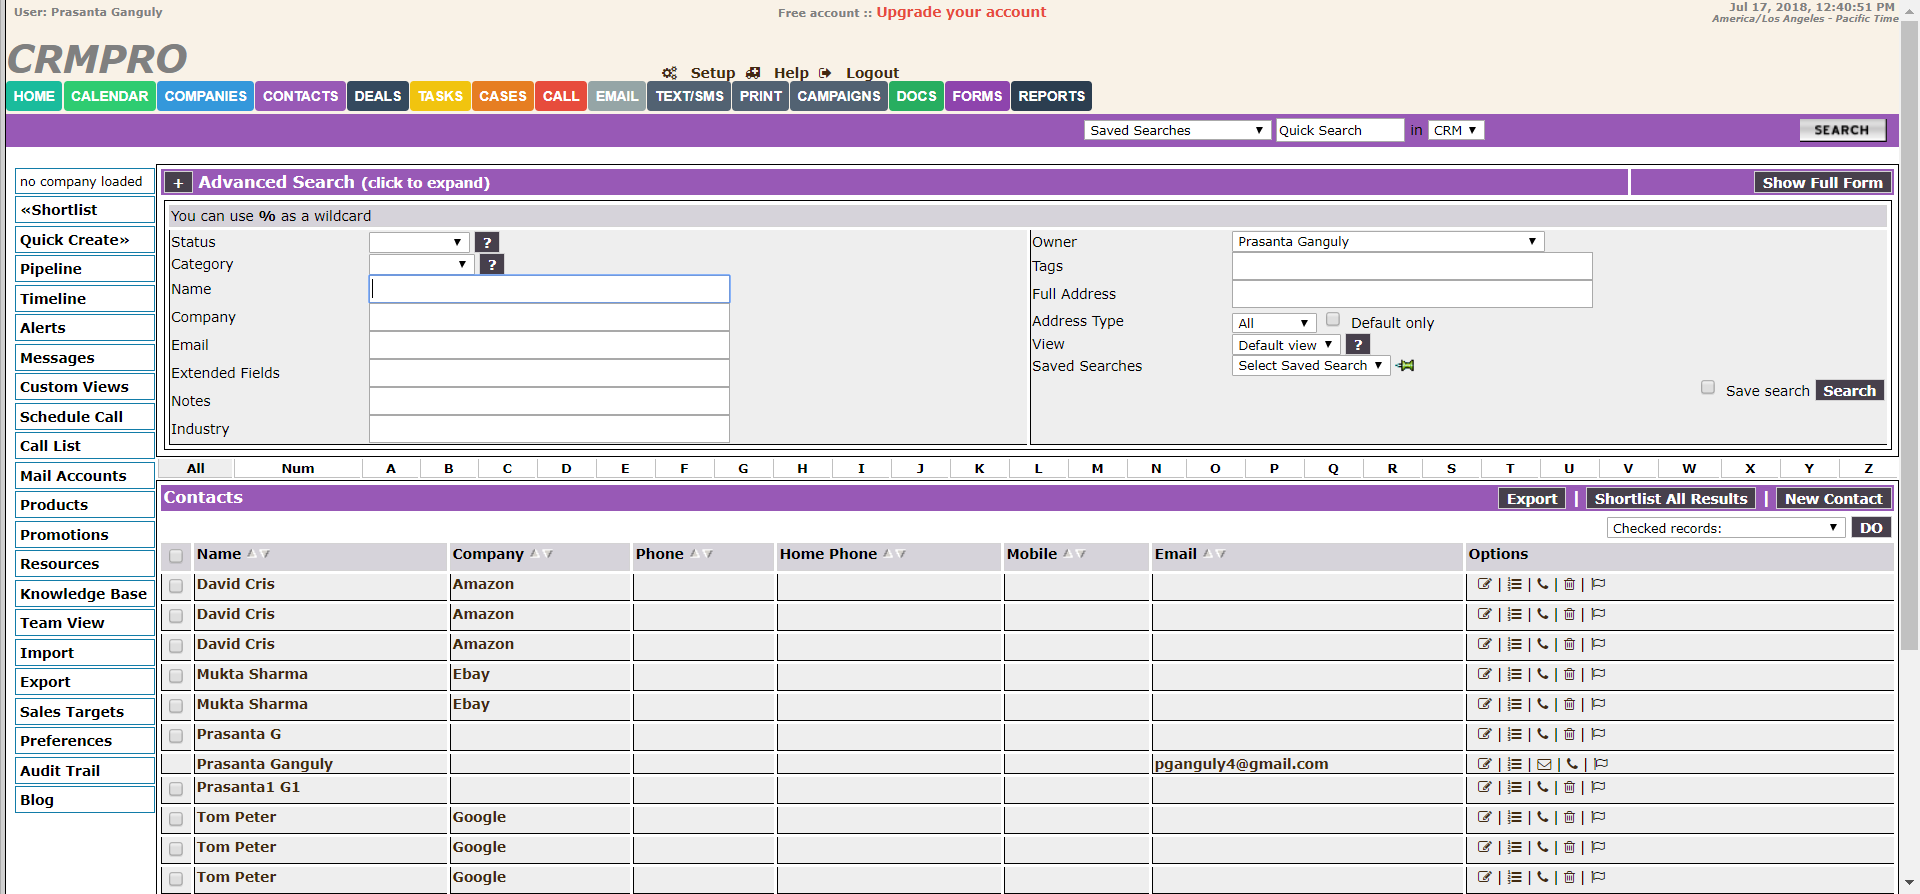 User: Prasanta Ganguly
Free account :: Upgrade your account
Jul 17, 2018, 12:40:51 PM
America/Los Angeles - Pacific Time
CRMPRO
Setup Help Logout
HOME CALENDAR COMPANIES CONTACTS DEALS TASKS CASES CALL EMAIL TEXT/SMS PRINT CAMPAIGNS DOCS FORMS REPORTS
Saved Searches Quick Search in CRM SEARCH
no company loaded
«Shortlist
Quick Create»
Pipeline
Timeline
Alerts
Messages
Custom Views
Schedule Call
Call List
Mail Accounts
Products
Promotions
Resources
Knowledge Base
Team View
Import
Export
Sales Targets
Preferences
Audit Trail
Blog
+ Advanced Search (click to expand) Show Full Form
You can use % as a wildcard
Status ?
Category ?
Name
Company
Email
Extended Fields
Notes
Industry
Owner Prasanta Ganguly
Tags
Full Address
Address Type All Default only
View Default view ?
Saved Searches Select Saved Search
Save search Search
All Num A B C D E F G H I J K L M N O P Q R S T U V W X Y Z
Contacts Export | Shortlist All Results | New Contact
Checked records: DO
Name Company Phone Home Phone Mobile Email Options
David Cris Amazon | | | |
David Cris Amazon | | | |
David Cris Amazon | | | |
Mukta Sharma Ebay | | | |
Mukta Sharma Ebay | | | |
Prasanta G | | | |
Prasanta Ganguly pganguly4@gmail.com | | | |
Prasanta1 G1 | | | |
Tom Peter Google | | | |
Tom Peter Google | | | |
Tom Peter Google | | | |